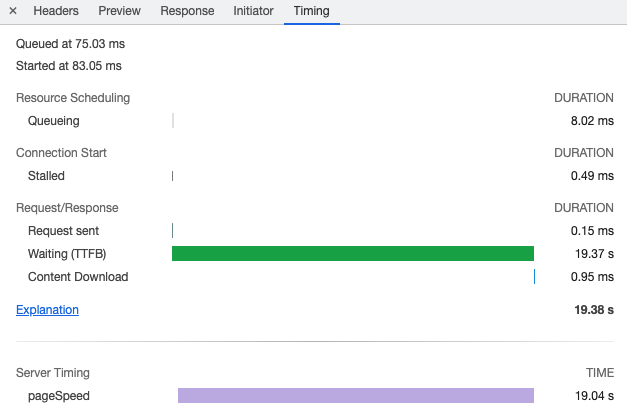 × Headers Preview Response Initiator Timing
Queued at 75.03 ms
Started at 83.05 ms
Resource Scheduling DURATION
Queueing 8.02 ms
Connection Start DURATION
Stalled 0.49 ms
Request/Response DURATION
Request sent 0.15 ms
Waiting (TTFB) 19.37 s
Content Download 0.95 ms
Explanation 19.38 s
Server Timing TIME
pageSpeed 19.04 s